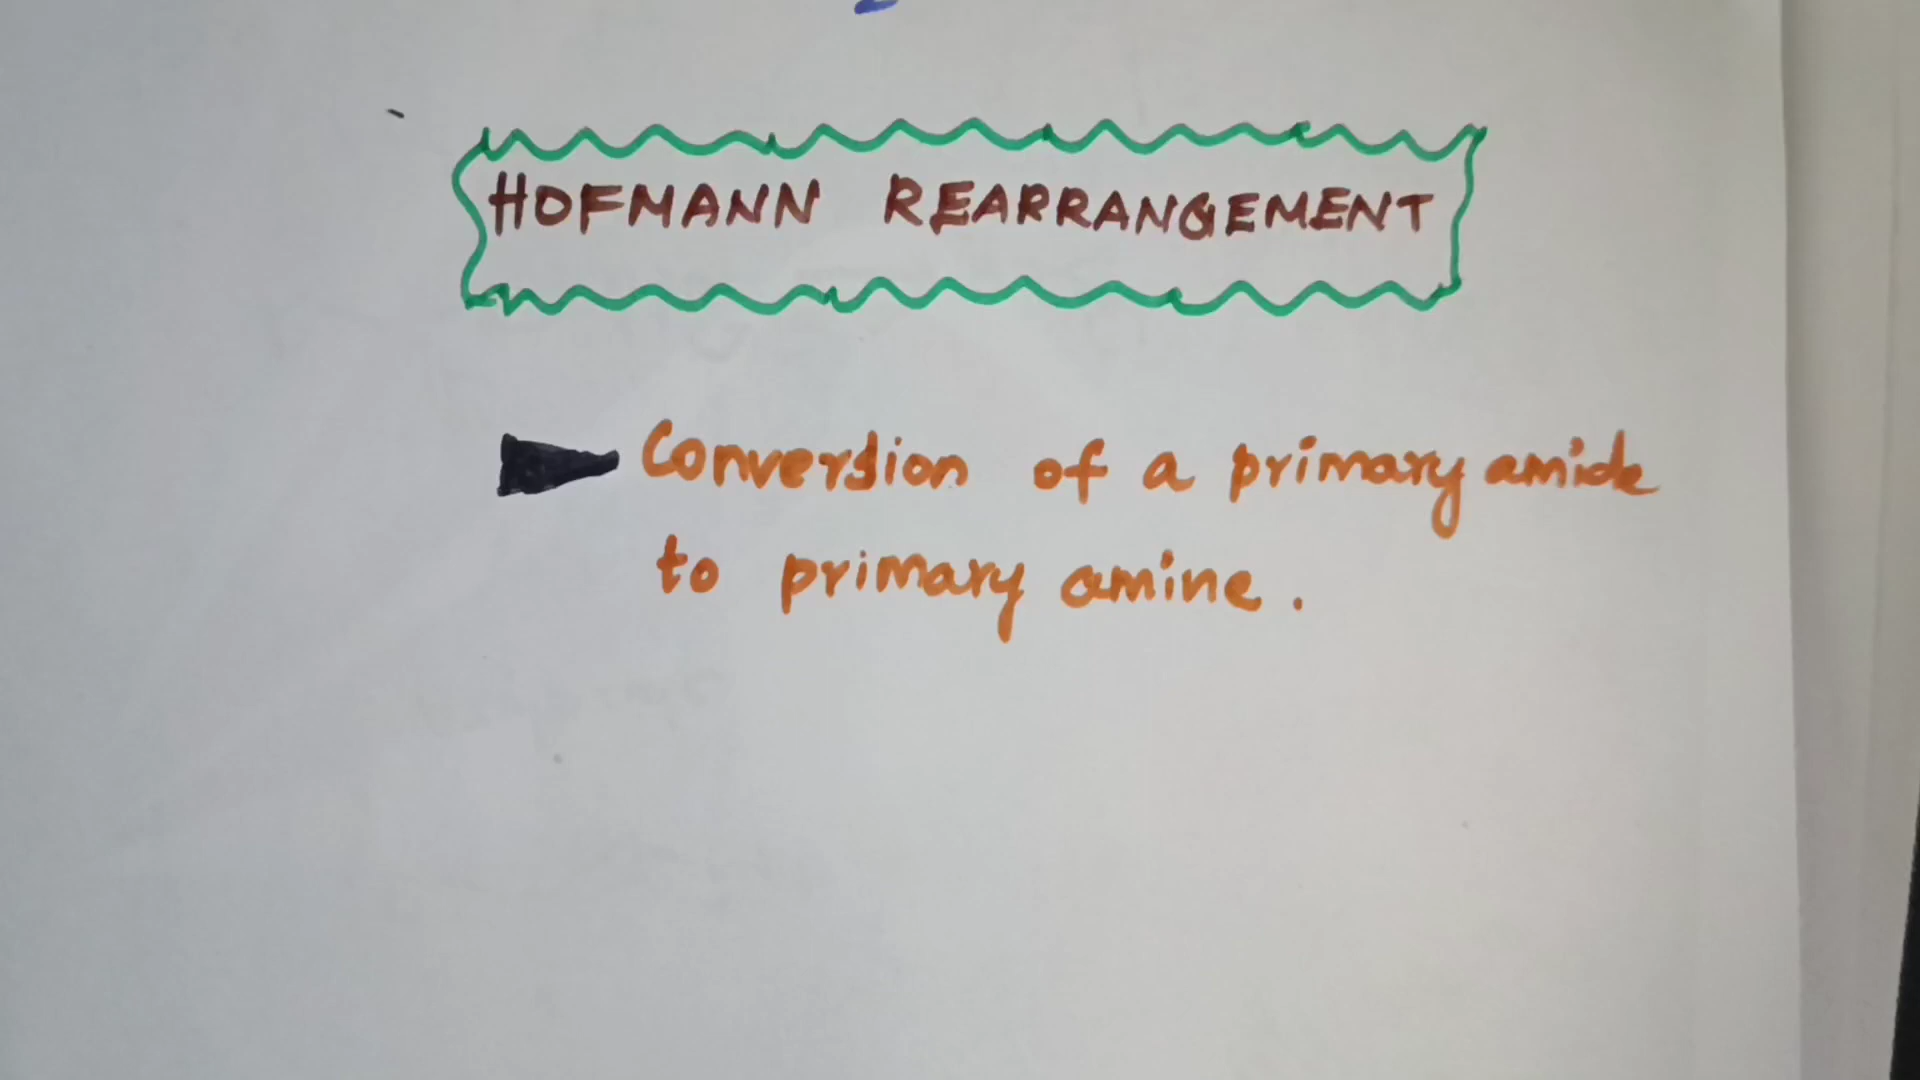 HOFMANN REARRANGEMENT
Conversion of a primary amide
to primary amine.